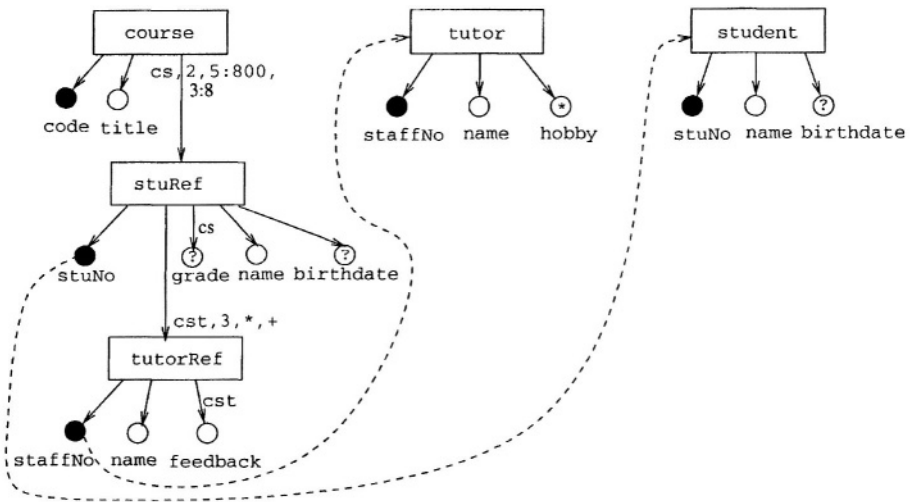 course
tutor
student
cs,2,5:800,
3:8
code title
staffNo name hobby
*
stuNo name birthdate
?
stuRef
cs
? ?
stuNo grade name birthdate
cst,3,*,+
tutorRef
cst
staffNo name feedback